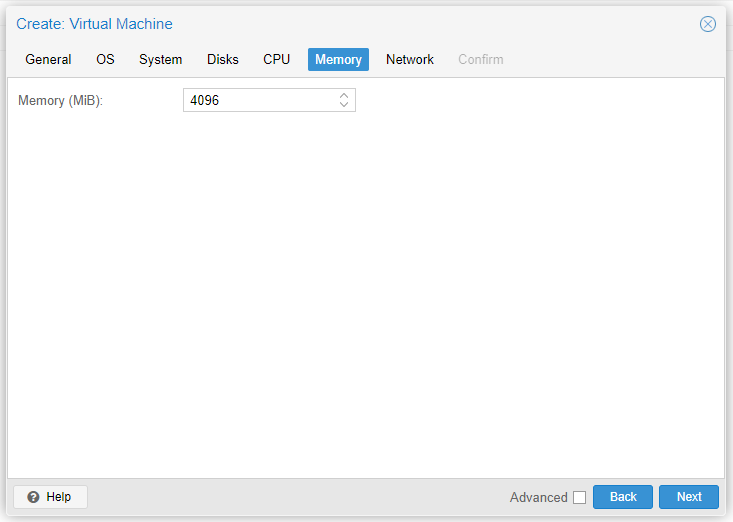 Create: Virtual Machine
General OS System Disks CPU Memory Network Confirm
Memory (MiB): 4096
Help Advanced Back Next